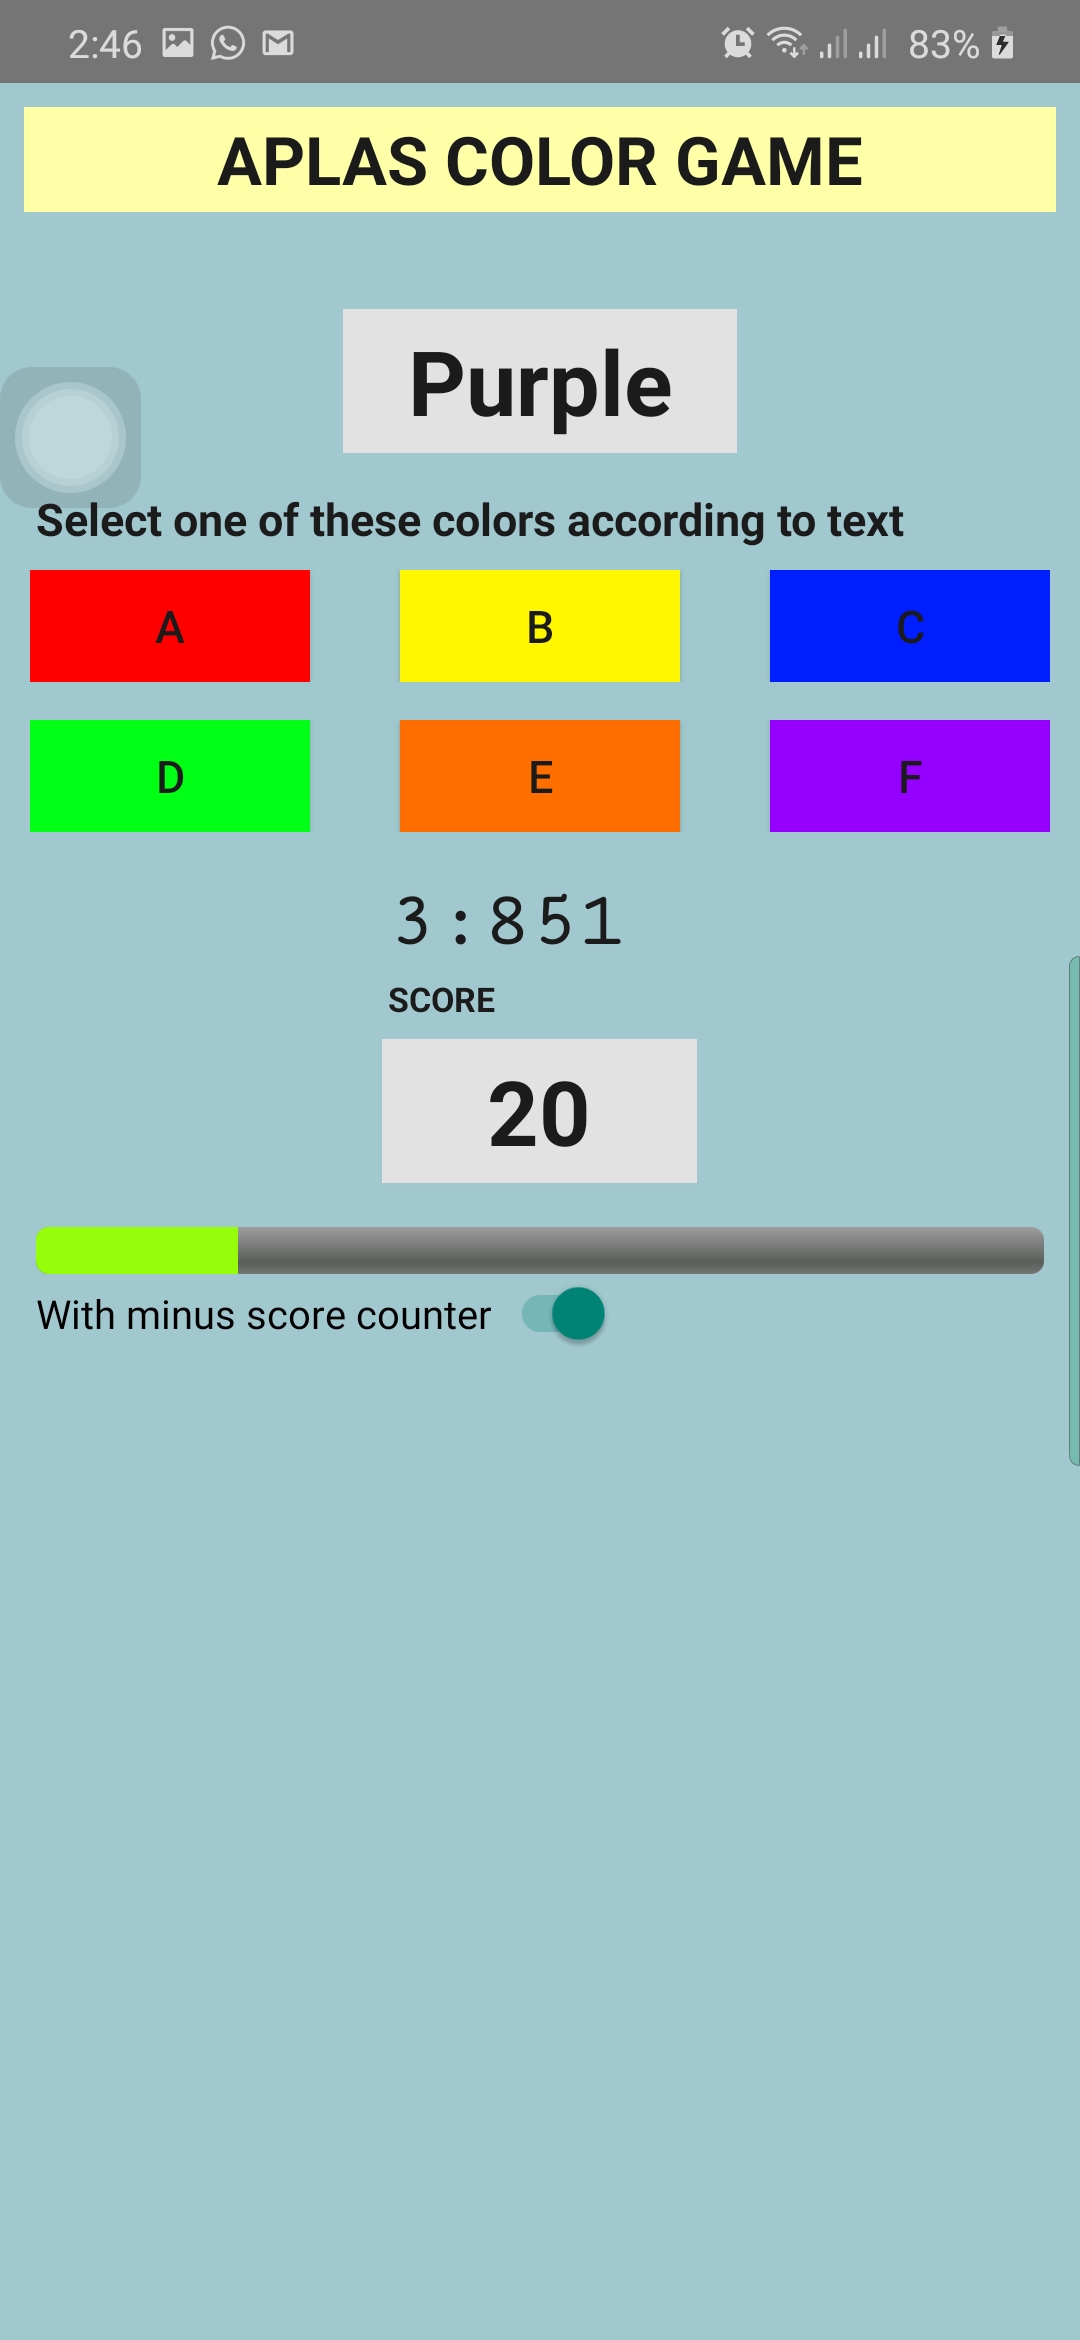 2:46 83%
APLAS COLOR GAME
Purple
Select one of these colors according to text
A B C
D E F
3:851
SCORE
20
With minus score counter